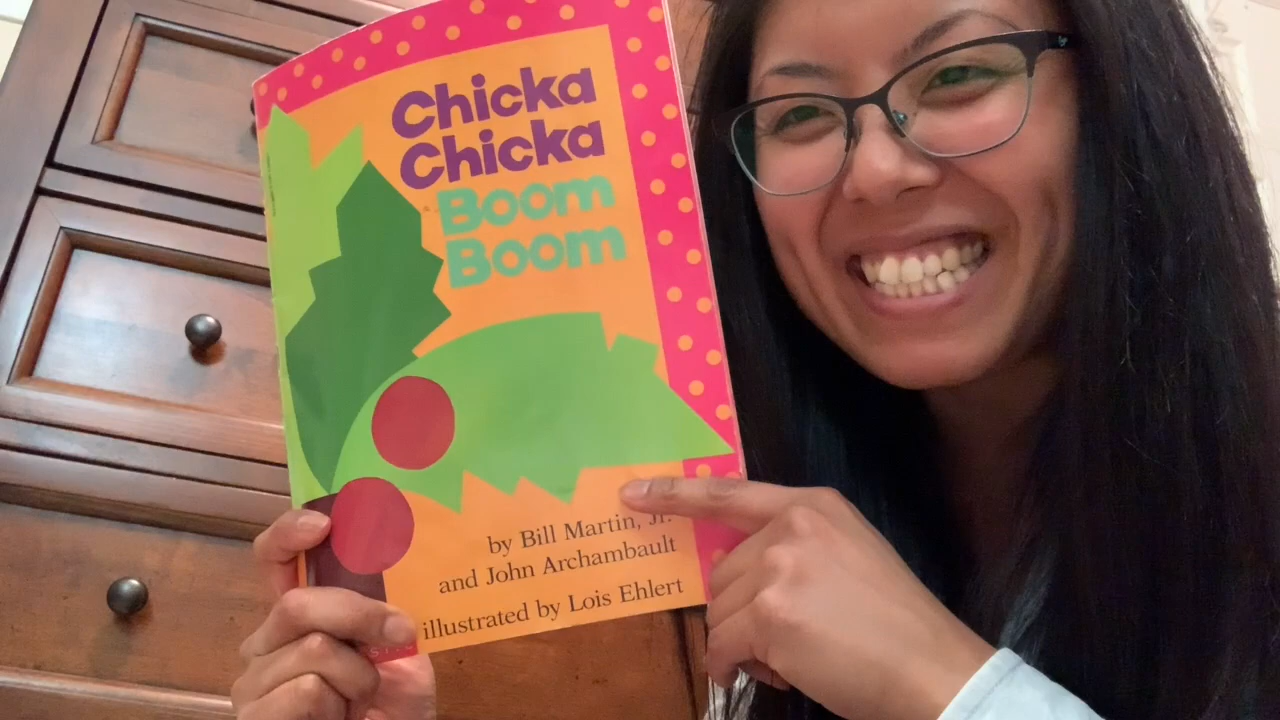 Chicka
Chicka
Boom
Boom
by Bill Martin, Jr.
and John Archambault
illustrated by Lois Ehlert